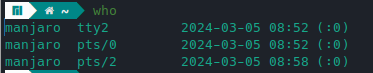 ~ who
manjaro tty2 2024-03-05 08:52 (:0)
manjaro pts/0 2024-03-05 08:52 (:0)
manjaro pts/2 2024-03-05 08:58 (:0)